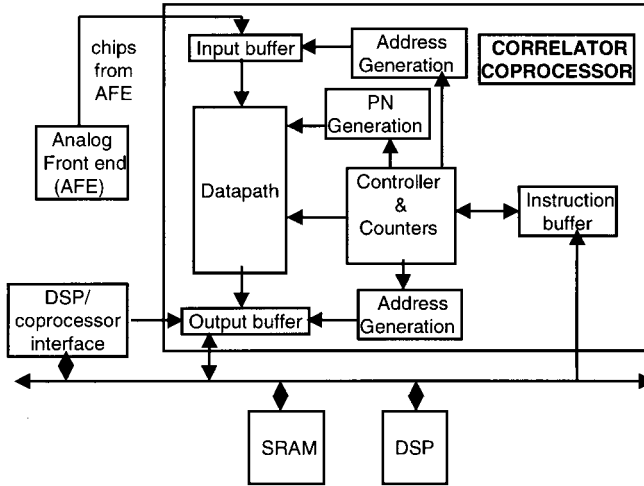 chips
from
AFE
Input buffer
Address
Generation
CORRELATOR
COPROCESSOR
PN
Generation
Analog
Front end
(AFE)
Datapath
Controller
&
Counters
Instruction
buffer
DSP/
coprocessor
interface
Output buffer
Address
Generation
SRAM
DSP